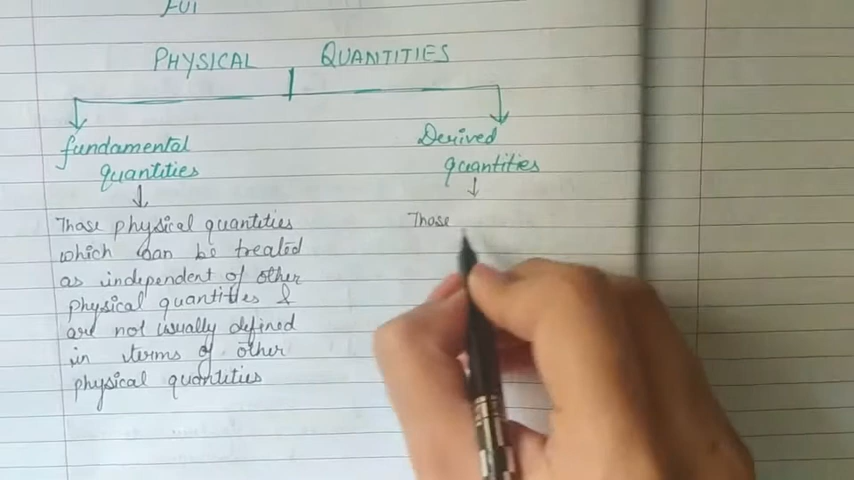 PHYSICAL QUANTITIES
fundamental
quantities
Derived
quantities
Those physical quantities
which can be treated
as independent of other
physical quantities &
are not usually defined
in terms of other
physical quantities
Those